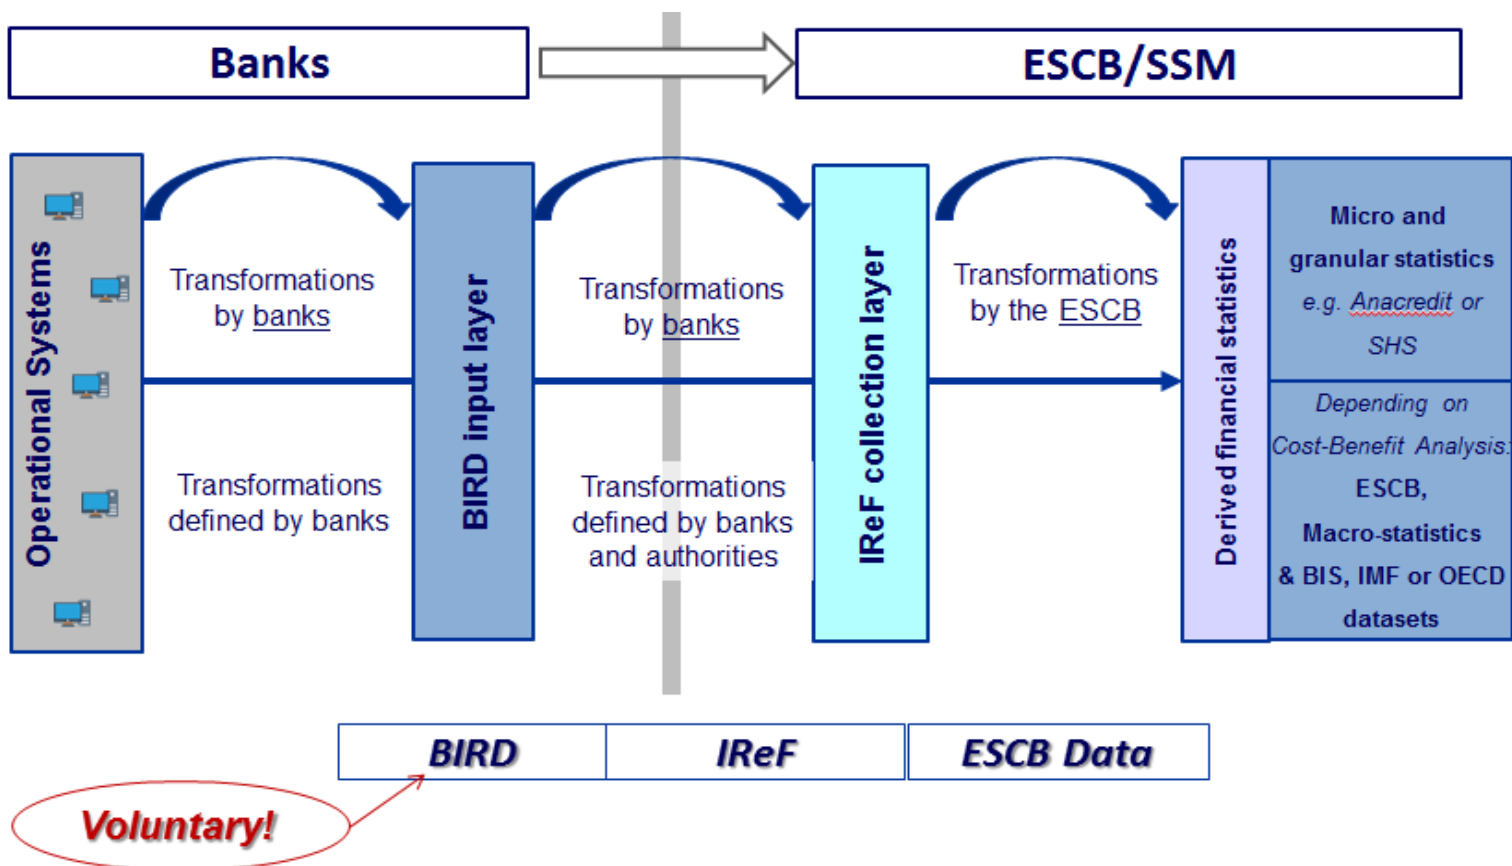 Banks
ESCB/SSM
Operational Systems
Transformations
by banks
Transformations
defined by banks
BIRD input layer
Transformations
by banks
Transformations
defined by banks
and authorities
IReF collection layer
Transformations
by the ESCB
Derived financial statistics
Micro and
granular statistics
e.g. Anacredit or
SHS
Depending on
Cost-Benefit Analysis:
ESCB,
Macro-statistics
& BIS, IMF or OECD
datasets
BIRD
IReF
ESCB Data
Voluntary!